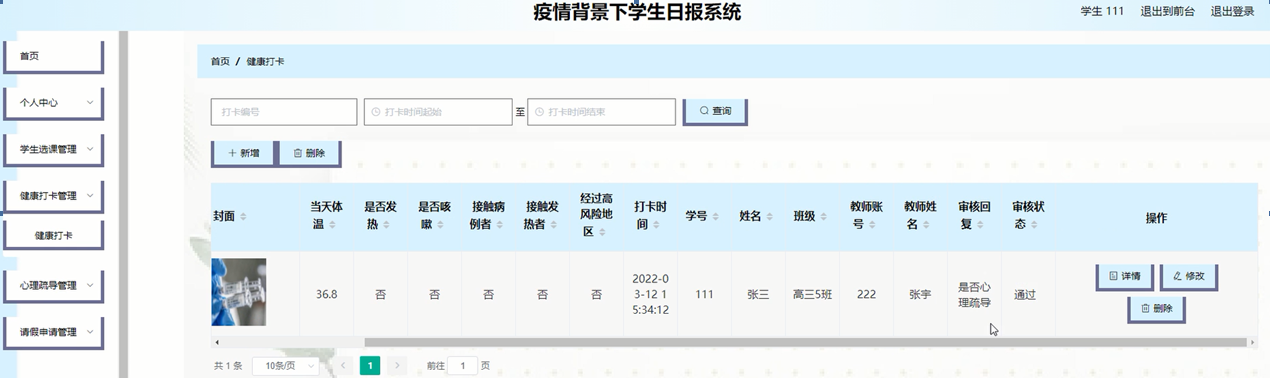 疫情背景下学生日报系统
学生 111 退出到前台 退出登录
首页
个人中心
学生选课管理
健康打卡管理
健康打卡
心理疏导管理
请假申请管理
首页 / 健康打卡
打卡编号 打卡时间起始 至 打卡时间结束 查询
新增 删除
封面
当天体
温
是否发
热
是否咳
嗽
接触病
例者
接触发
热者
经过高
风险地
区
打卡时
间
学号
姓名
班级
教师账
号
教师姓
名
审核回
复
审核状
态
操作
36.8
否
否
否
否
否
2022-0
3-12 1
5:34:12
111
张三
高三5班
222
张宇
是否心
理疏导
通过
详情 修改
删除
共 1 条 10条/页 1 前往 1 页